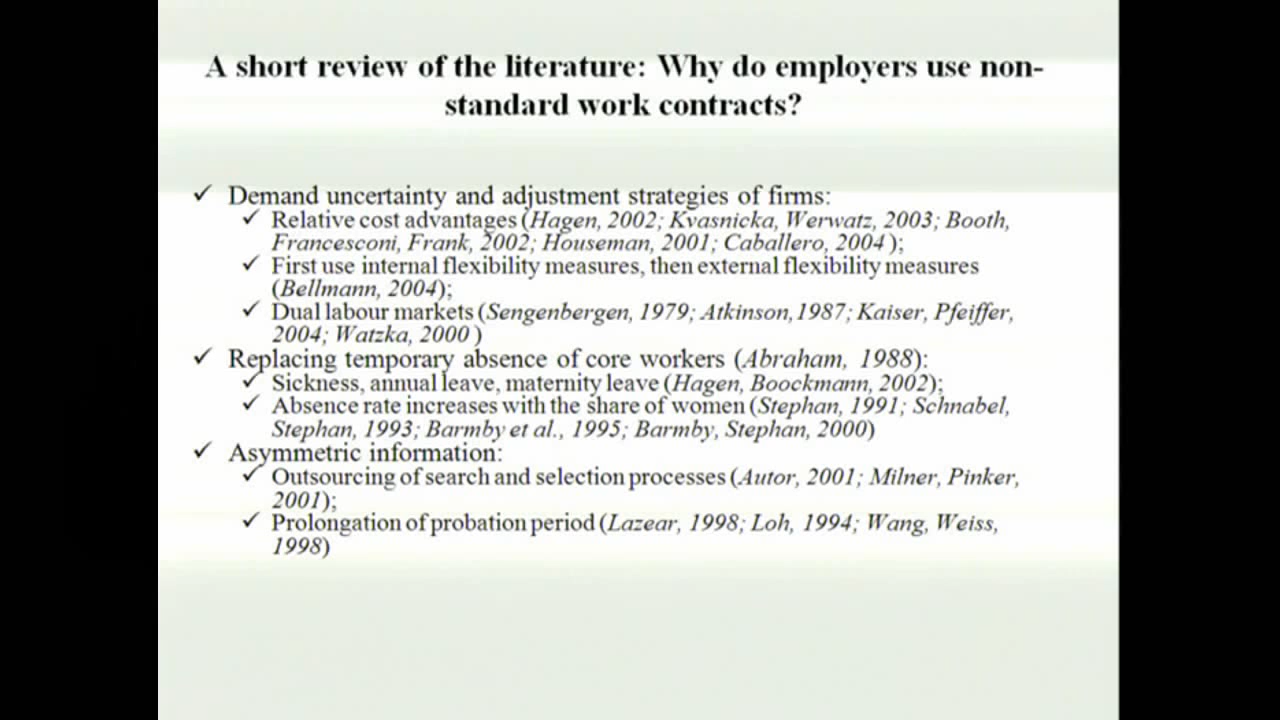 A short review of the literature: Why do employers use non-
standard work contracts?
✓ Demand uncertainty and adjustment strategies of firms:
✓ Relative cost advantages (Hagen, 2002; Kvasnicka, Werwatz, 2003; Booth,
Francesconi, Frank, 2002; Houseman, 2001; Caballero, 2004 );
✓ First use internal flexibility measures, then external flexibility measures
(Bellmann, 2004);
✓ Dual labour markets (Sengenbergen, 1979; Atkinson, 1987; Kaiser, Pfeiffer,
2004; Watzka, 2000 )
✓ Replacing temporary absence of core workers (Abraham, 1988):
✓ Sickness, annual leave, maternity leave (Hagen, Boockmann, 2002);
✓ Absence rate increases with the share of women (Stephan, 1991; Schnabel,
Stephan, 1993; Barmby et al., 1995; Barmby, Stephan, 2000)
✓ Asymmetric information:
✓ Outsourcing of search and selection processes (Autor, 2001; Milner, Pinker,
2001);
✓ Prolongation of probation period (Lazear, 1998; Loh, 1994; Wang, Weiss,
1998)